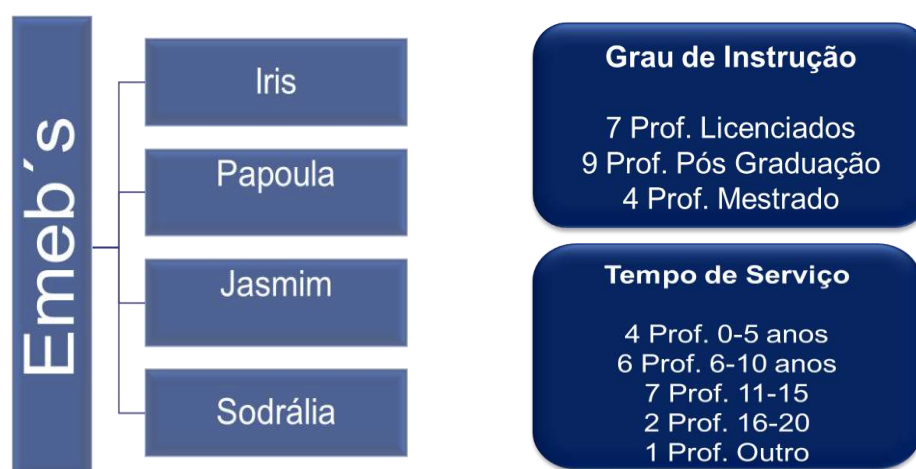 Emeb´s
Iris
Papoula
Jasmim
Sodrália
Grau de Instrução
7 Prof. Licenciados
9 Prof. Pós Graduação
4 Prof. Mestrado
Tempo de Serviço
4 Prof. 0-5 anos
6 Prof. 6-10 anos
7 Prof. 11-15
2 Prof. 16-20
1 Prof. Outro